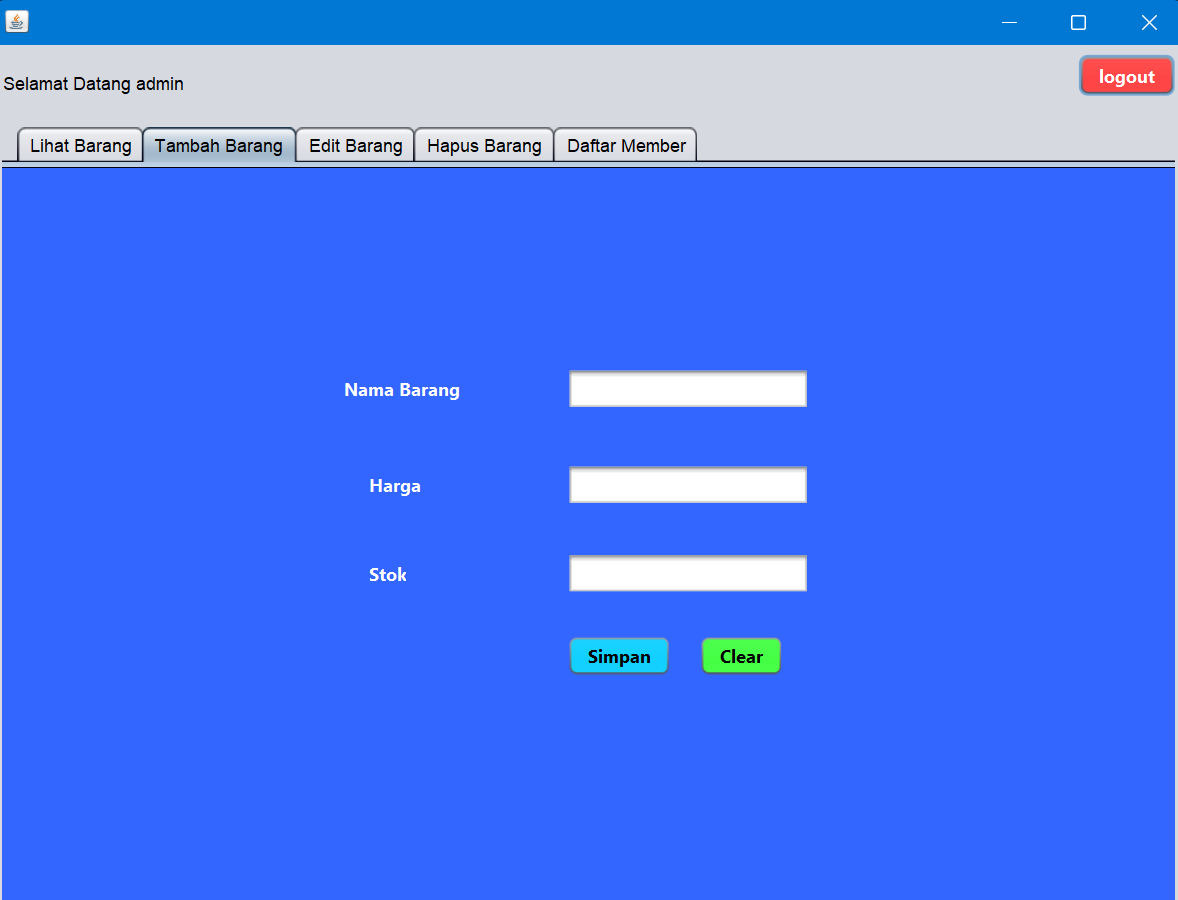 Selamat Datang admin
logout
Lihat Barang
Tambah Barang
Edit Barang
Hapus Barang
Daftar Member
Nama Barang
Harga
Stok
Simpan
Clear